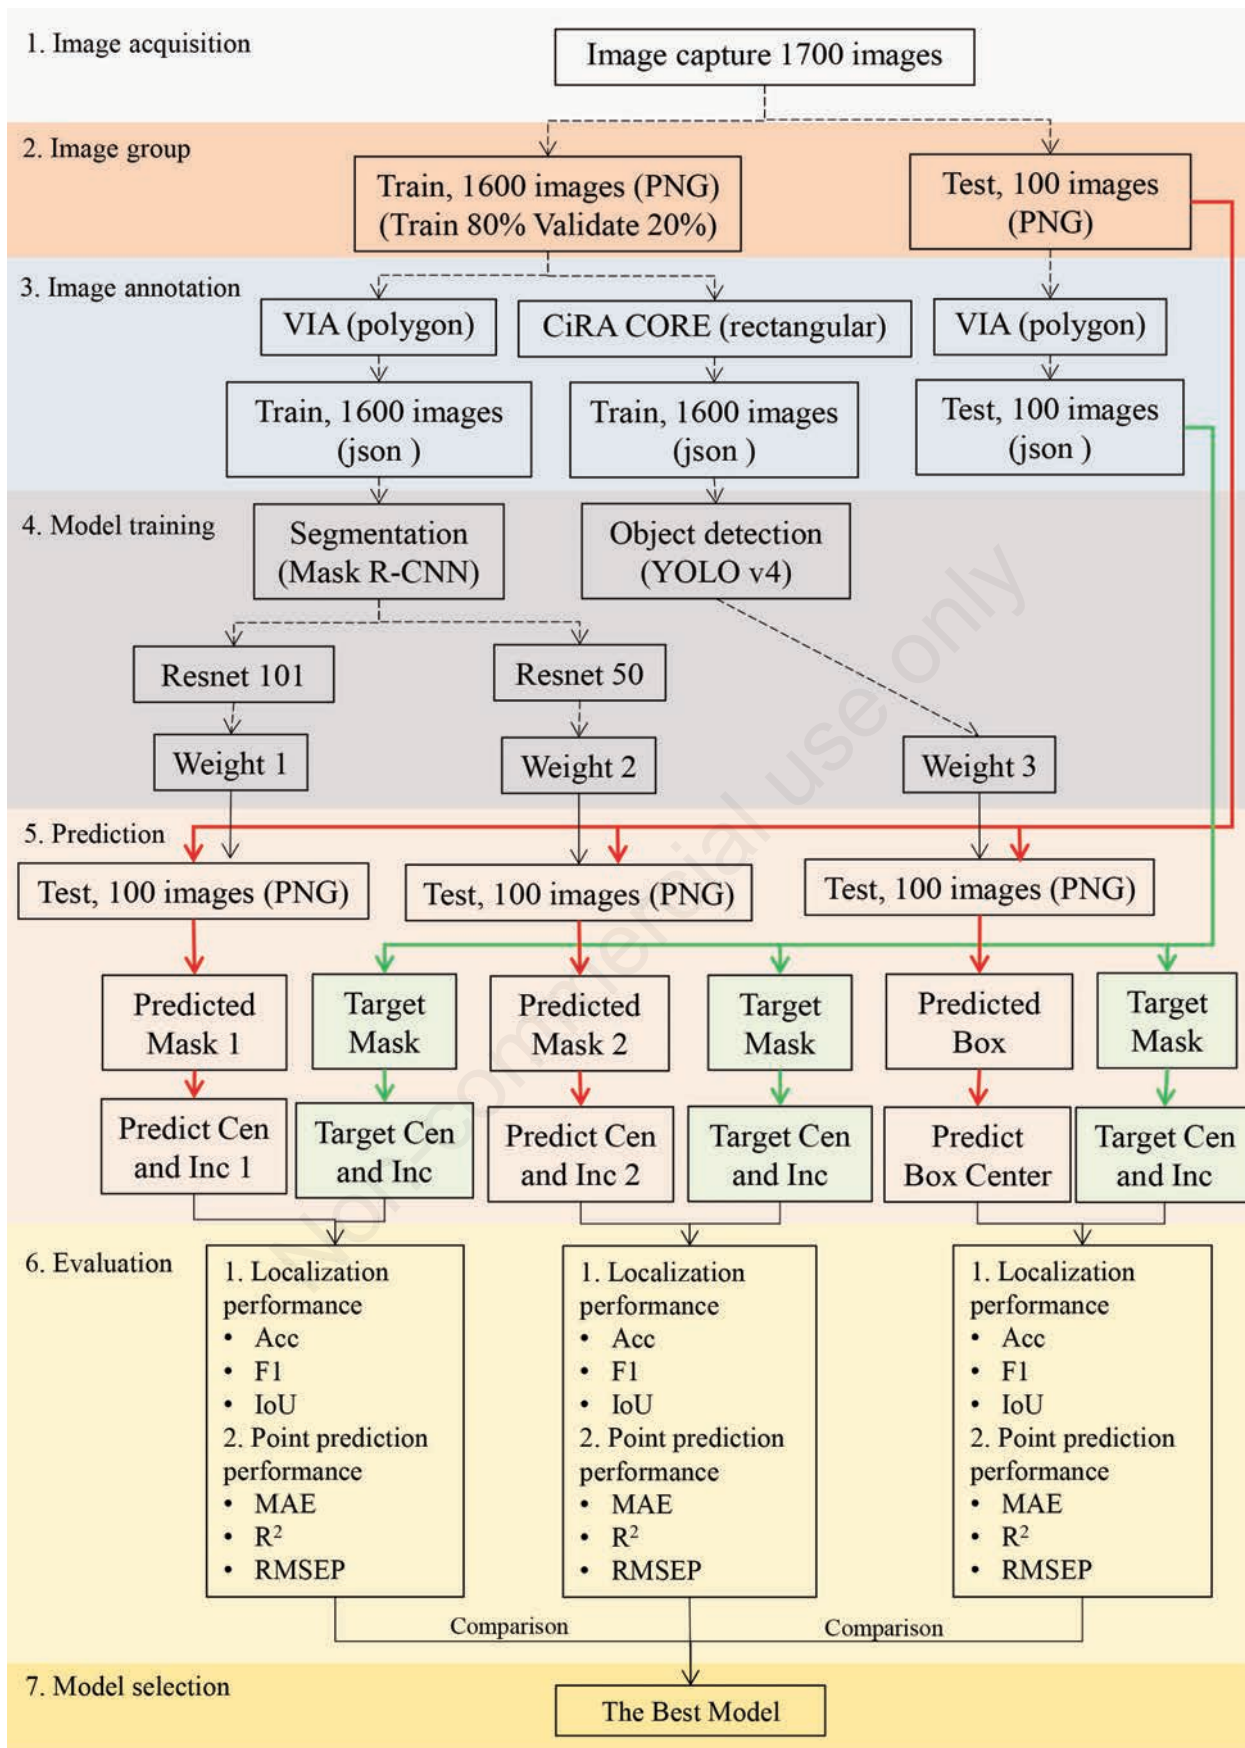 1. Image acquisition
Image capture 1700 images
2. Image group
Train, 1600 images (PNG)
(Train 80% Validate 20%)
Test, 100 images
(PNG)
3. Image annotation
VIA (polygon)
CiRA CORE (rectangular)
VIA (polygon)
Train, 1600 images
(json )
Train, 1600 images
(json )
Test, 100 images
(json )
4. Model training
Segmentation
(Mask R-CNN)
Object detection
(YOLO v4)
Resnet 101
Resnet 50
Weight 1
Weight 2
Weight 3
5. Prediction
Test, 100 images (PNG)
Test, 100 images (PNG)
Test, 100 images (PNG)
Predicted
Mask 1
Target
Mask
Predicted
Mask 2
Target
Mask
Predicted
Box
Target
Mask
Predict Cen
and Inc 1
Target Cen
and Inc
Predict Cen
and Inc 2
Target Cen
and Inc
Predict
Box Center
Target Cen
and Inc
6. Evaluation
1. Localization
performance
• Acc
• F1
• IoU
2. Point prediction
performance
• MAE
• R²
• RMSEP
1. Localization
performance
• Acc
• F1
• IoU
2. Point prediction
performance
• MAE
• R²
• RMSEP
1. Localization
performance
• Acc
• F1
• IoU
2. Point prediction
performance
• MAE
• R²
• RMSEP
Comparison
Comparison
7. Model selection
The Best Model
Non-commercial use only